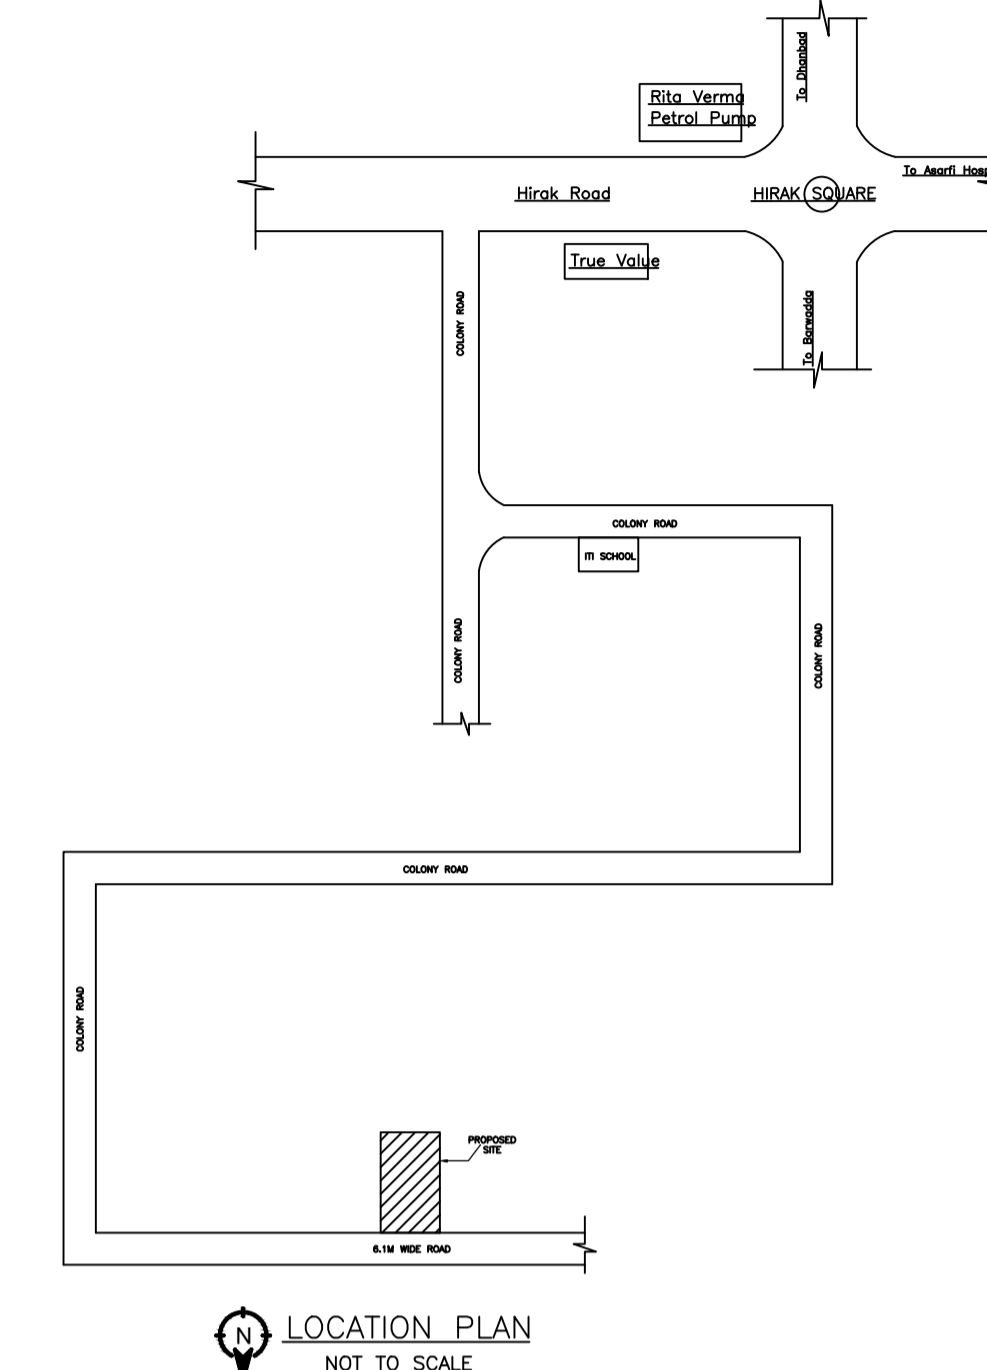 To Dhanbad
Rita Verma
Petrol Pump
To Asarfi
Hirak Road
HIRAK SQUARE
True Value
COLONY ROAD
To Barwadda
COLONY ROAD
ITI SCHOOL
COLONY ROAD
COLONY ROAD
COLONY ROAD
COLONY ROAD
PROPOSED
SITE
6.1M WIDE ROAD
N
LOCATION PLAN
NOT TO SCALE